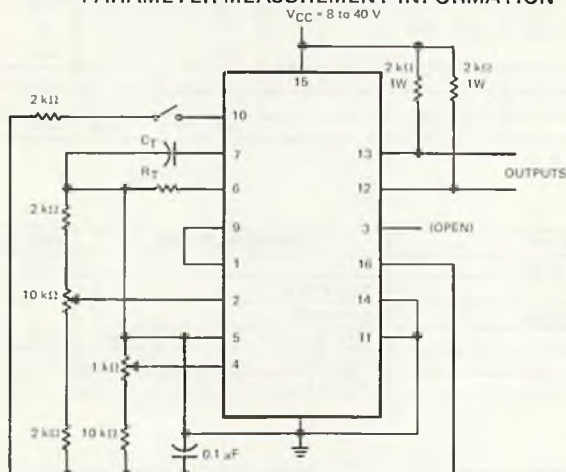 PARAMETER MEASUREMENT INFORMATION
VCC = 8 to 40 V
2 kΩ
1W
2 kΩ
1W
15
2 kΩ
10
CT
7
13
OUTPUTS
RT
6
12
2 kΩ
9
3
(OPEN)
1
16
10 kΩ
2
14
5
11
1 kΩ
4
2 kΩ
10 kΩ
0.1 µF